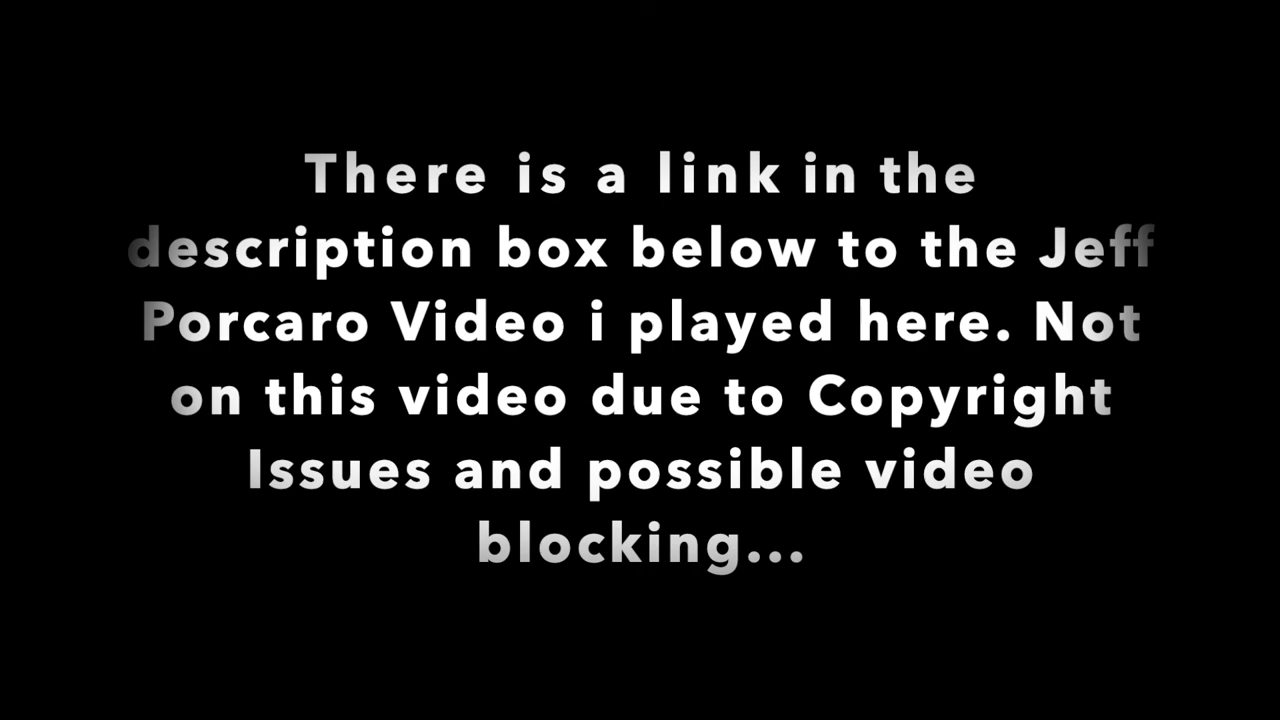 There is a link in the
description box below to the Jeff
Porcaro Video i played here. Not
on this video due to Copyright
Issues and possible video
blocking...